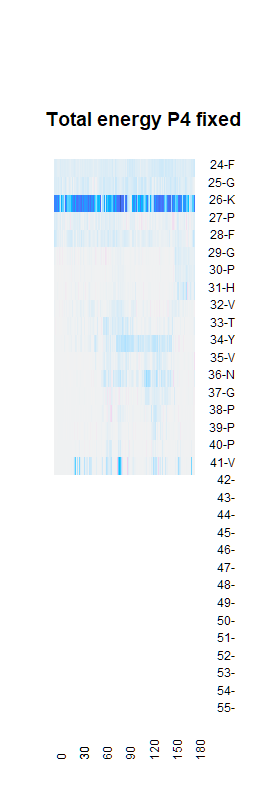 Total energy P4 fixed
24-F
25-G
26-K
27-P
28-F
29-G
30-P
31-H
32-V
33-T
34-Y
35-V
36-N
37-G
38-P
39-P
40-P
41-V
42-
43-
44-
45-
46-
47-
48-
49-
50-
51-
52-
53-
54-
55-
0 30 60 90 120 150 180